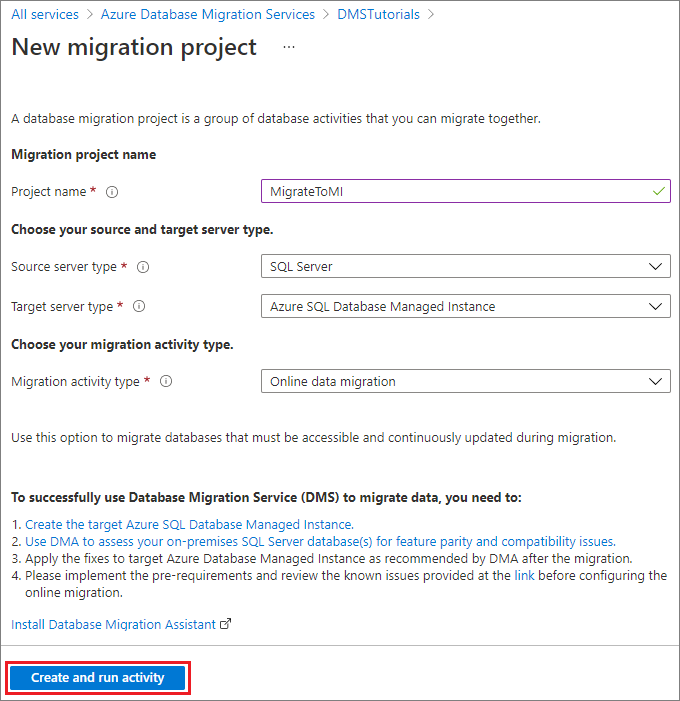 All services > Azure Database Migration Services > DMSTutorials >
New migration project ...
A database migration project is a group of database activities that you can migrate together.
Migration project name
Project name * MigrateToMI
Choose your source and target server type.
Source server type * SQL Server
Target server type * Azure SQL Database Managed Instance
Choose your migration activity type.
Migration activity type * Online data migration
Use this option to migrate databases that must be accessible and continuously updated during migration.
To successfully use Database Migration Service (DMS) to migrate data, you need to:
1. Create the target Azure SQL Database Managed Instance.
2. Use DMA to assess your on-premises SQL Server database(s) for feature parity and compatibility issues.
3. Apply the fixes to target Azure Database Managed Instance as recommended by DMA after the migration.
4. Please implement the pre-requirements and review the known issues provided at the link before configuring the
online migration.
Install Database Migration Assistant
Create and run activity